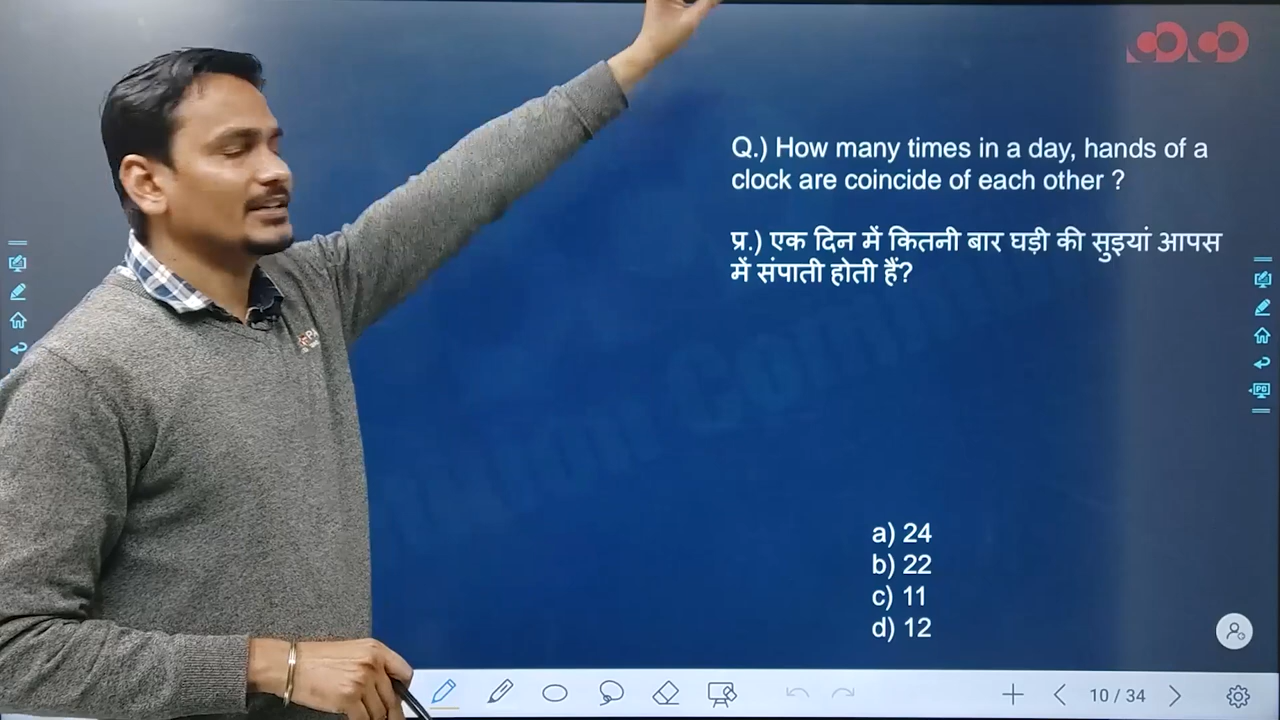 Q.) How many times in a day, hands of a
clock are coincide of each other ?
प्र.) एक दिन में कितनी बार घड़ी की सुइयां आपस
में संपाती होती हैं?
a) 24
b) 22
c) 11
d) 12
10 / 34